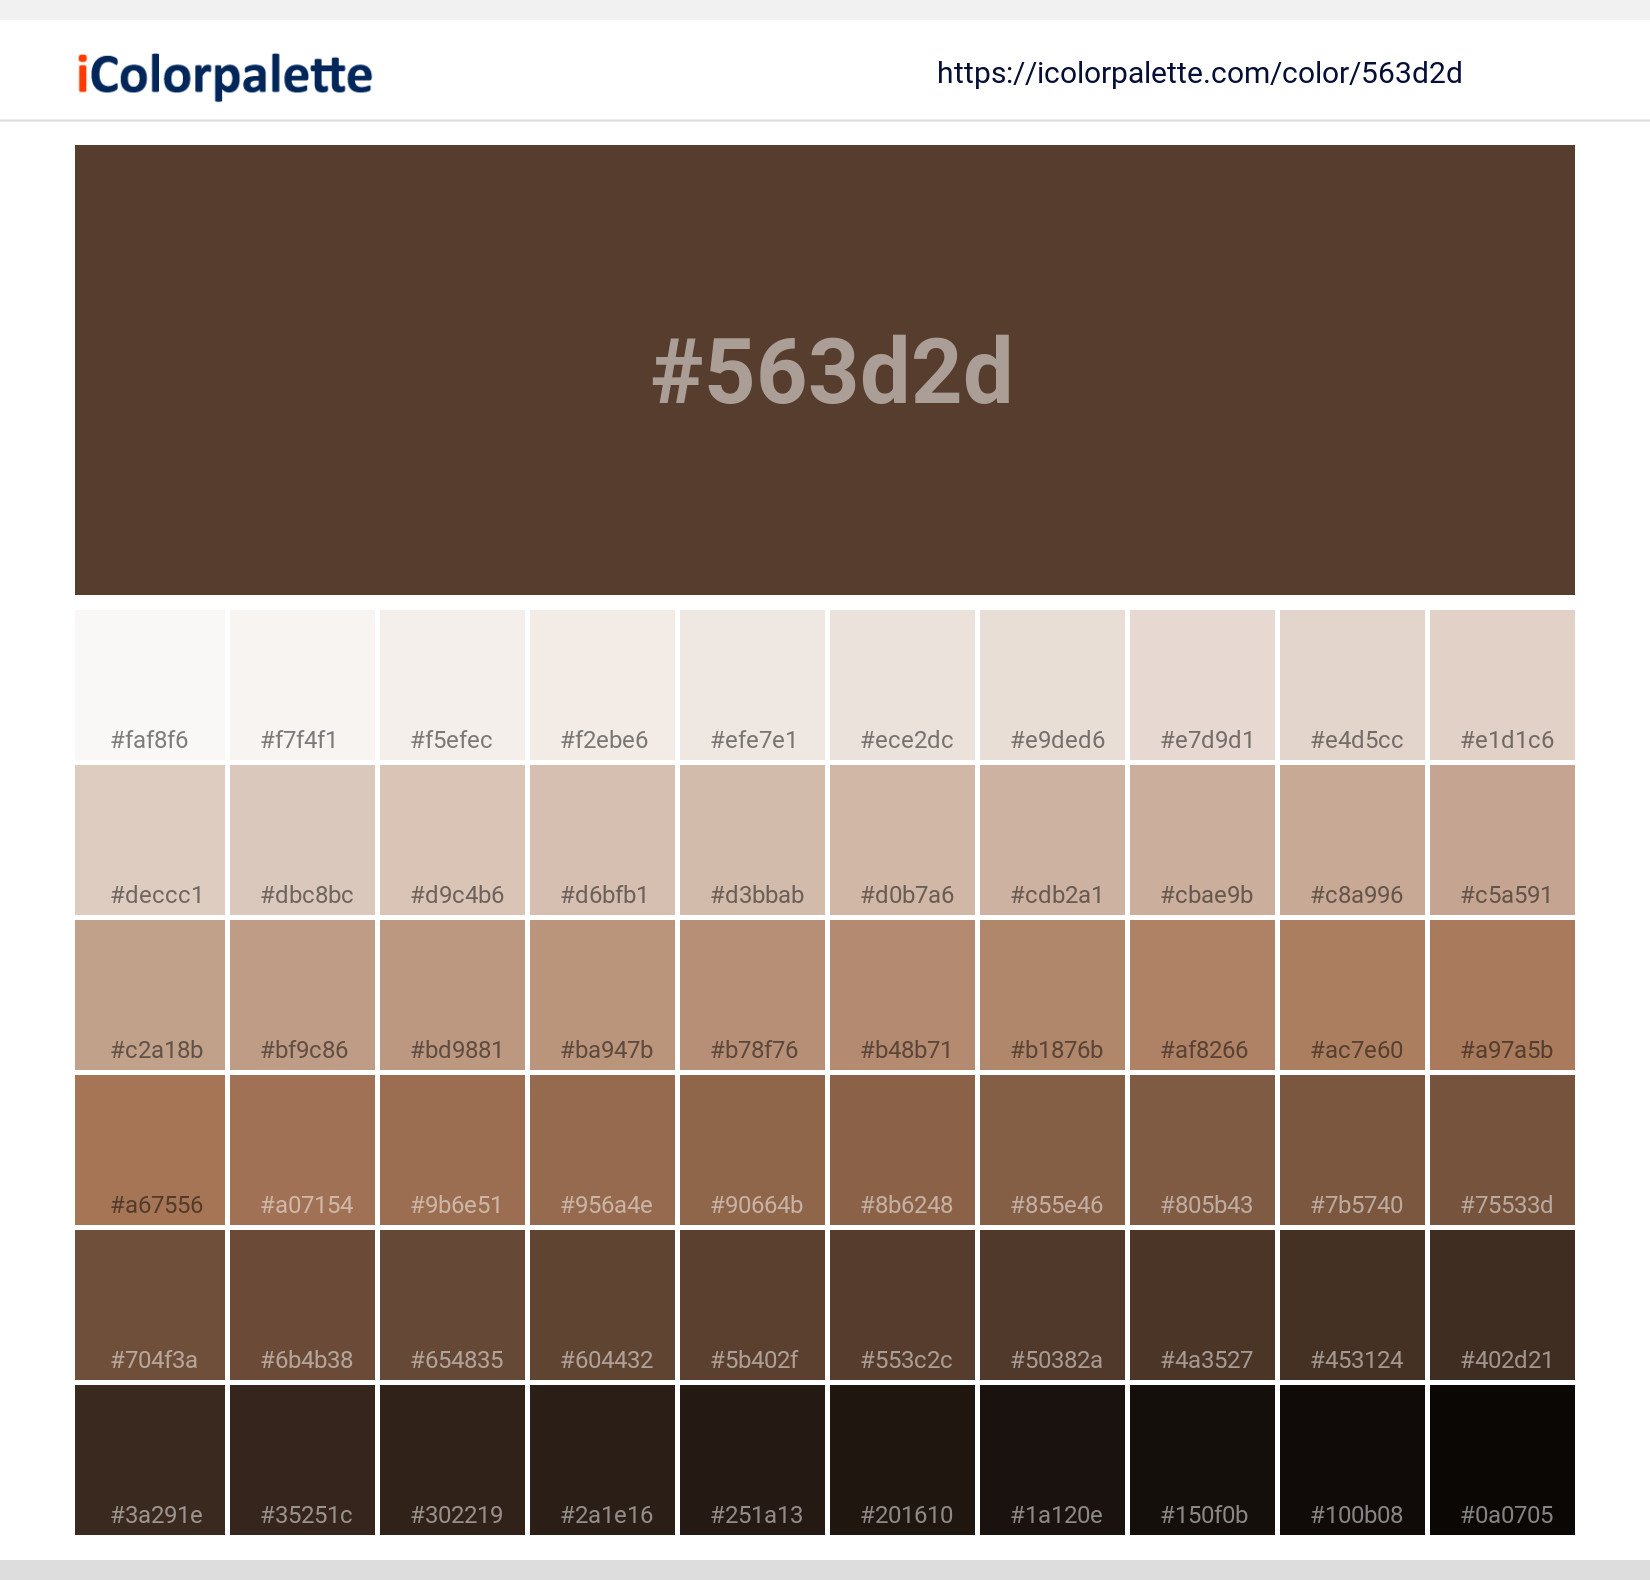 iColorpalette https://icolorpalette.com/color/563d2d
#563d2d
#faf8f6 #f7f4f1 #f5efec #f2ebe6 #efe7e1 #ece2dc #e9ded6 #e7d9d1 #e4d5cc #e1d1c6
#deccc1 #dbc8bc #d9c4b6 #d6bfb1 #d3bbab #d0b7a6 #cdb2a1 #cbae9b #c8a996 #c5a591
#c2a18b #bf9c86 #bd9881 #ba947b #b78f76 #b48b71 #b1876b #af8266 #ac7e60 #a97a5b
#a67556 #a07154 #9b6e51 #956a4e #90664b #8b6248 #855e46 #805b43 #7b5740 #75533d
#704f3a #6b4b38 #654835 #604432 #5b402f #553c2c #50382a #4a3527 #453124 #402d21
#3a291e #35251c #302219 #2a1e16 #251a13 #201610 #1a120e #150f0b #100b08 #0a0705